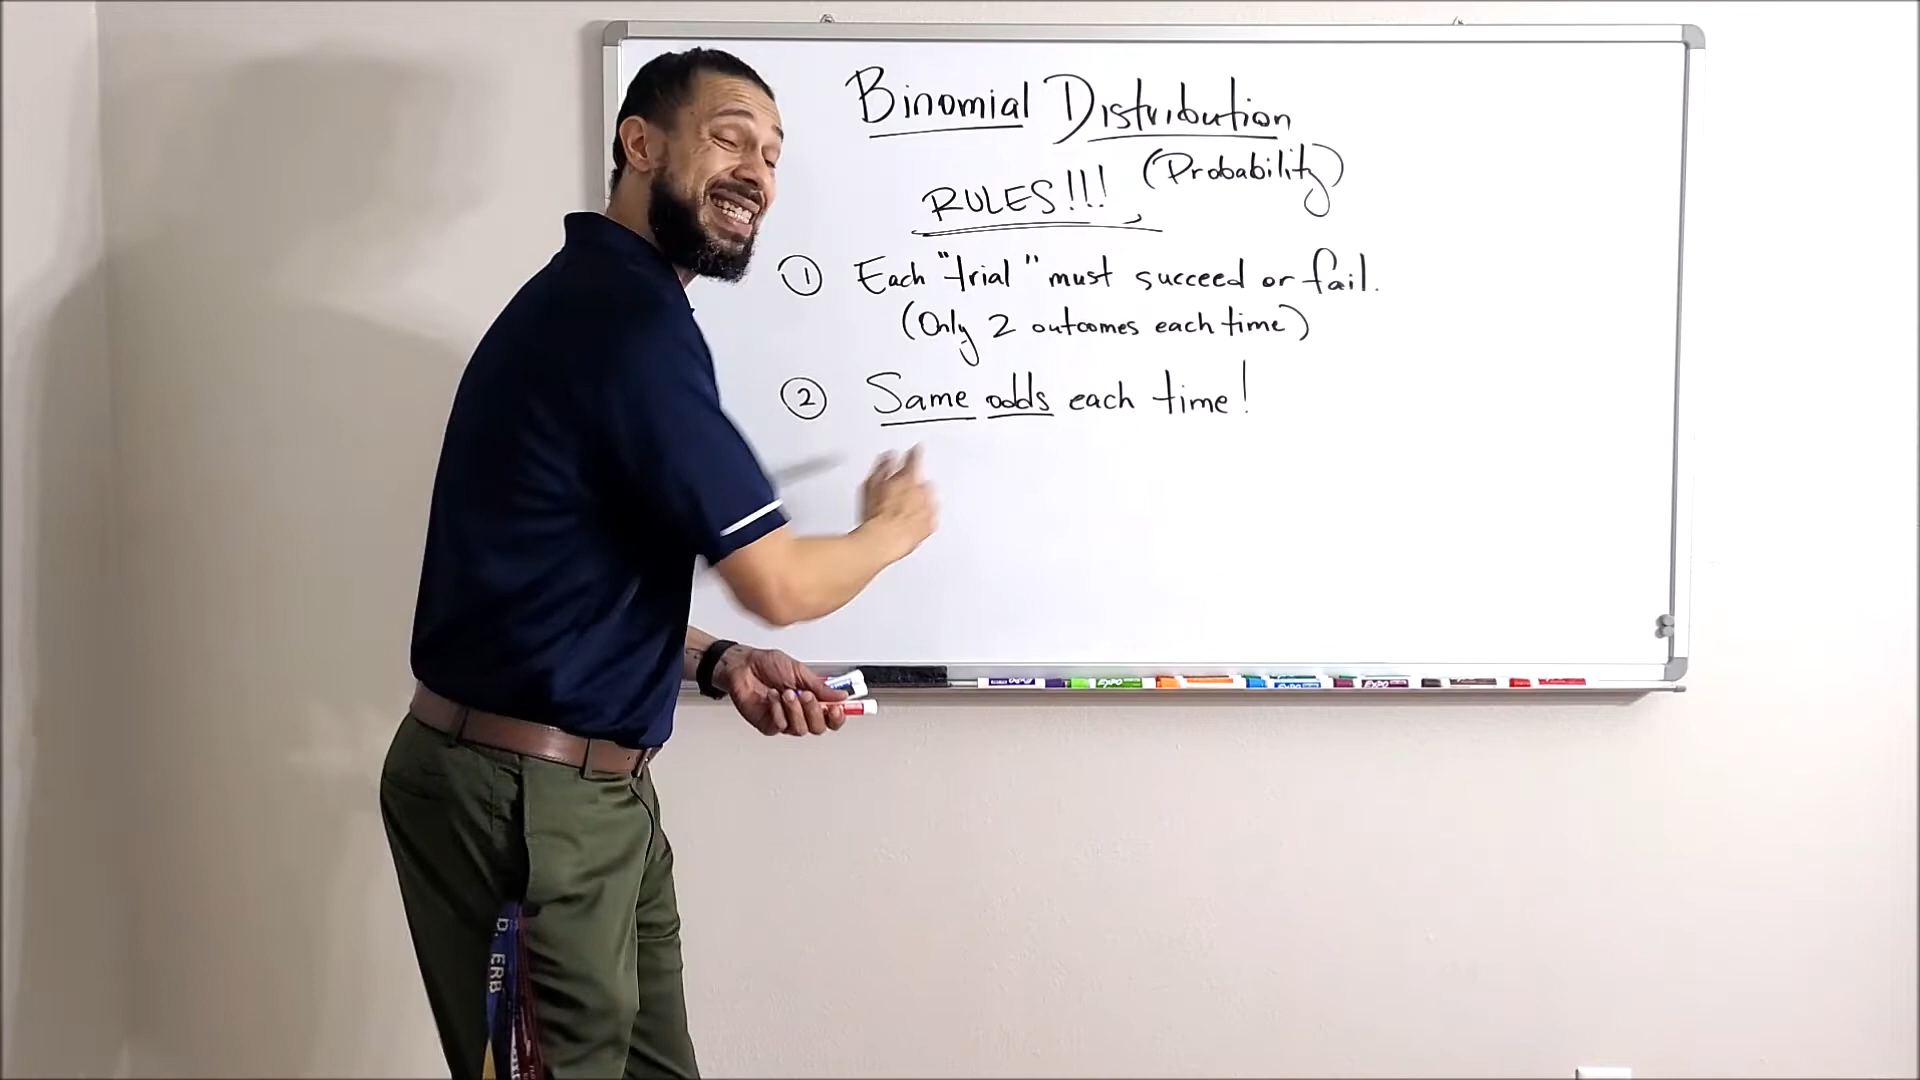 Binomial Distribution
(Probability)
RULES!!!
① Each "trial" must succeed or fail.
(Only 2 outcomes each time)
② Same odds each time!
EXPO
D. ERB